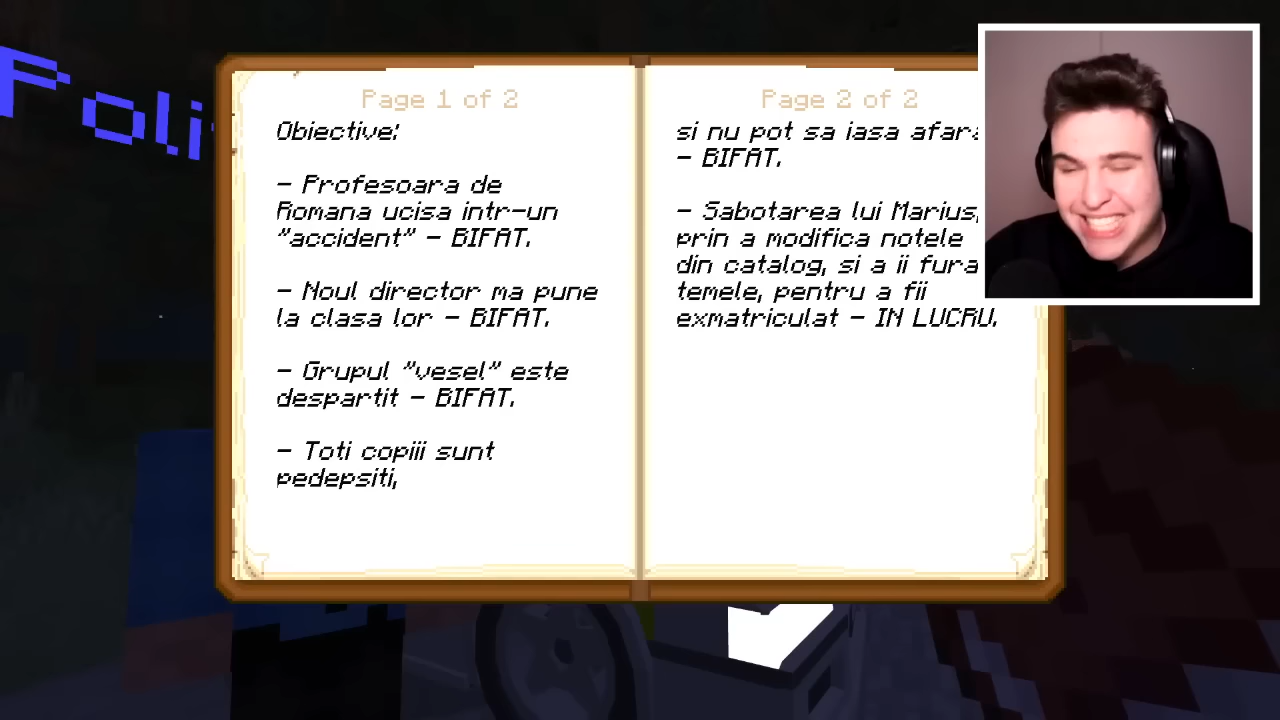 Poli
Page 1 of 2
Obiective:
- Profesoara de
Romana ucisa intr-un
"accident" - BIFAT.
- Noul director ma pune
la clasa lor - BIFAT.
- Grupul "vesel" este
despartit - BIFAT.
- Toti copiii sunt
pedepsiti,
Page 2 of 2
si nu pot sa iasa afara
- BIFAT.
- Sabotarea lui Marius,
prin a modifica notele
din catalog, si a ii fura
temele, pentru a fii
exmatriculat - IN LUCRU.